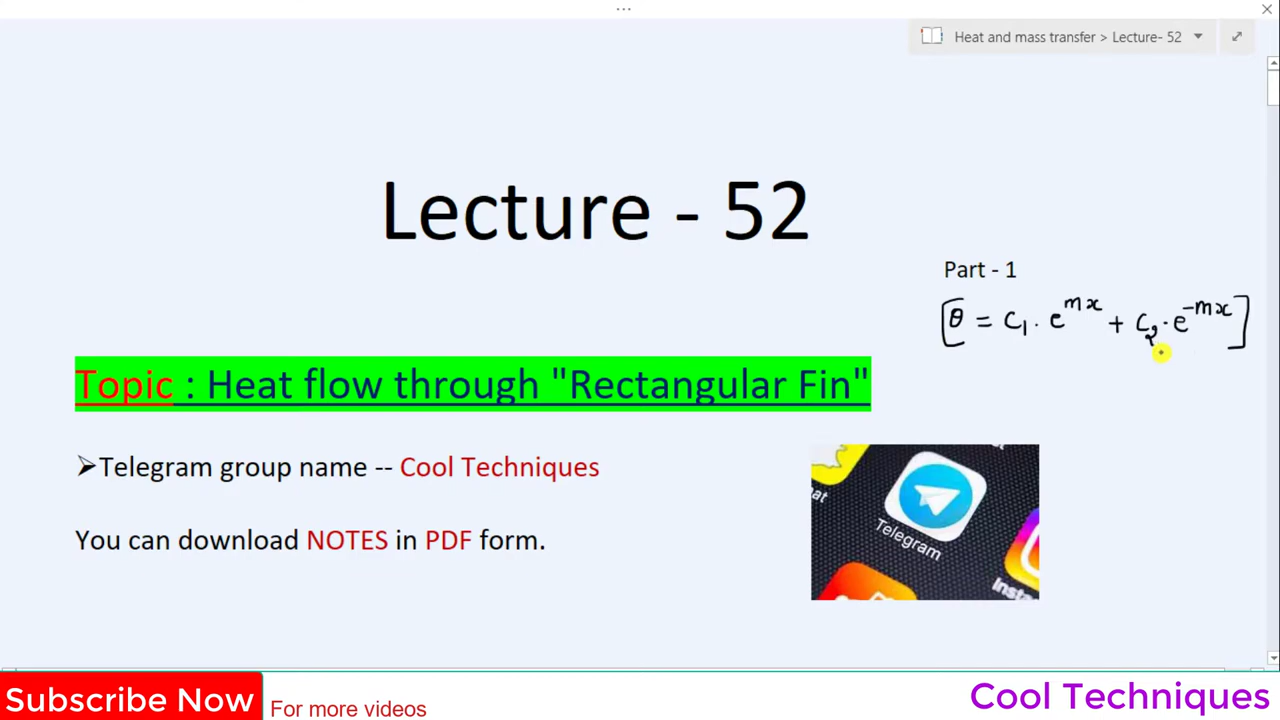 Heat and mass transfer > Lecture- 52
Lecture - 52
Part - 1
[θ = C₁ · e^mx + C₂ · e^-mx]
Topic : Heat flow through "Rectangular Fin"
➢Telegram group name -- Cool Techniques
You can download NOTES in PDF form.
Telegram
Subscribe Now
For more videos
Cool Techniques